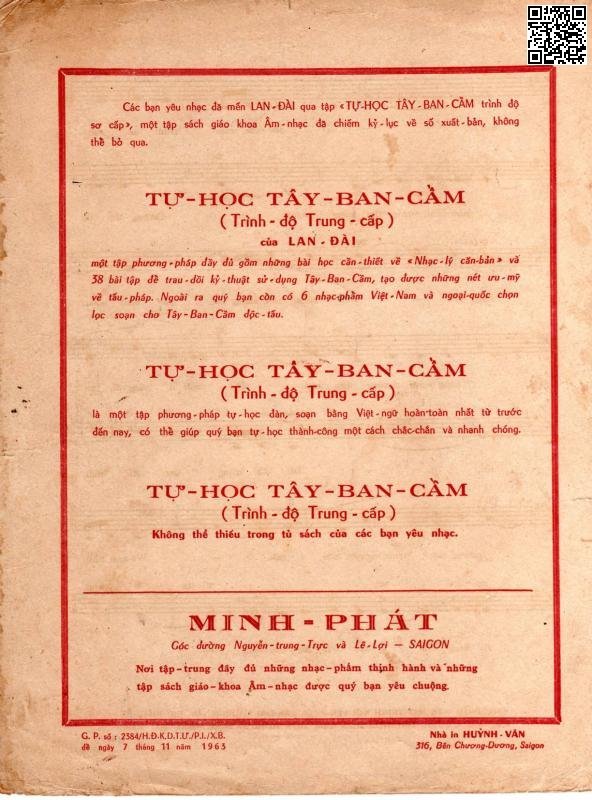 Các bạn yêu nhạc đã mến LAN-ĐÀI qua tập «TỰ-HỌC TÂY-BAN-CẦM trình độ
sơ cấp», một tập sách giáo khoa Âm-nhạc đã chiếm kỷ-lục về số xuất-bản, không
thể bỏ qua.
TỰ-HỌC TÂY-BAN-CẦM
(Trình-độ Trung-cấp)
của LAN-ĐÀI
một tập phương-pháp đầy đủ gồm những bài học cần-thiết về «Nhạc-lý căn-bản» và
38 bài tập để trau-dồi kỹ-thuật sử-dụng Tây-Ban-Cầm, tạo được những nét ưu-mỹ
về tấu-pháp. Ngoài ra quý bạn còn có 6 nhạc-phẩm Việt-Nam và ngoại-quốc chọn
lọc soạn cho Tây-Ban-Cầm độc-tấu.
TỰ-HỌC TÂY-BAN-CẦM
(Trình-độ Trung-cấp)
là một tập phương-pháp tự-học đàn, soạn bằng Việt-ngữ hoàn-toàn nhất từ trước
đến nay, có thể giúp quý bạn tự-học thành-công một cách chắc-chắn và nhanh chóng.
TỰ-HỌC TÂY-BAN-CẦM
(Trình-độ Trung-cấp)
Không thể thiếu trong tủ sách của các bạn yêu nhạc.
MINH-PHÁT
Góc đường Nguyễn-trung-Trực và Lê-Lợi — SAIGON
Nơi tập-trung đầy đủ những nhạc-phẩm thịnh hành và những
tập sách giáo-khoa Âm-nhạc được quý bạn yêu chuộng.
G. P. số : 2384/H.Đ.K.D.T.Ư./P.I./X.B.
đề ngày 7 tháng 11 năm 1963
Nhà in HUỲNH-VĂN
316, Bến Chương-Dương, Saigon